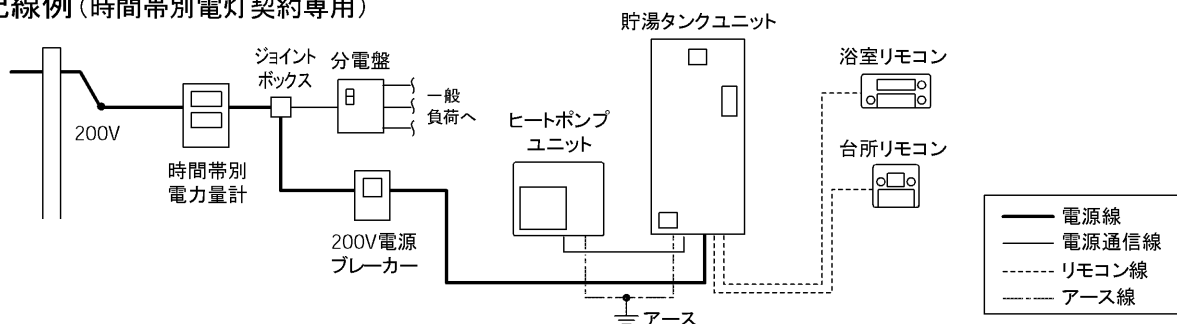 線例(時間帯別電灯契約専用)
貯湯タンクユニット
ジョイント
ボックス
分電盤
浴室リモコン
一般
負荷へ
200V
ヒートポンプ
ユニット
台所リモコン
時間帯別
電力量計
200V電源
ブレーカー
アース
電源線
電源通信線
リモコン線
アース線